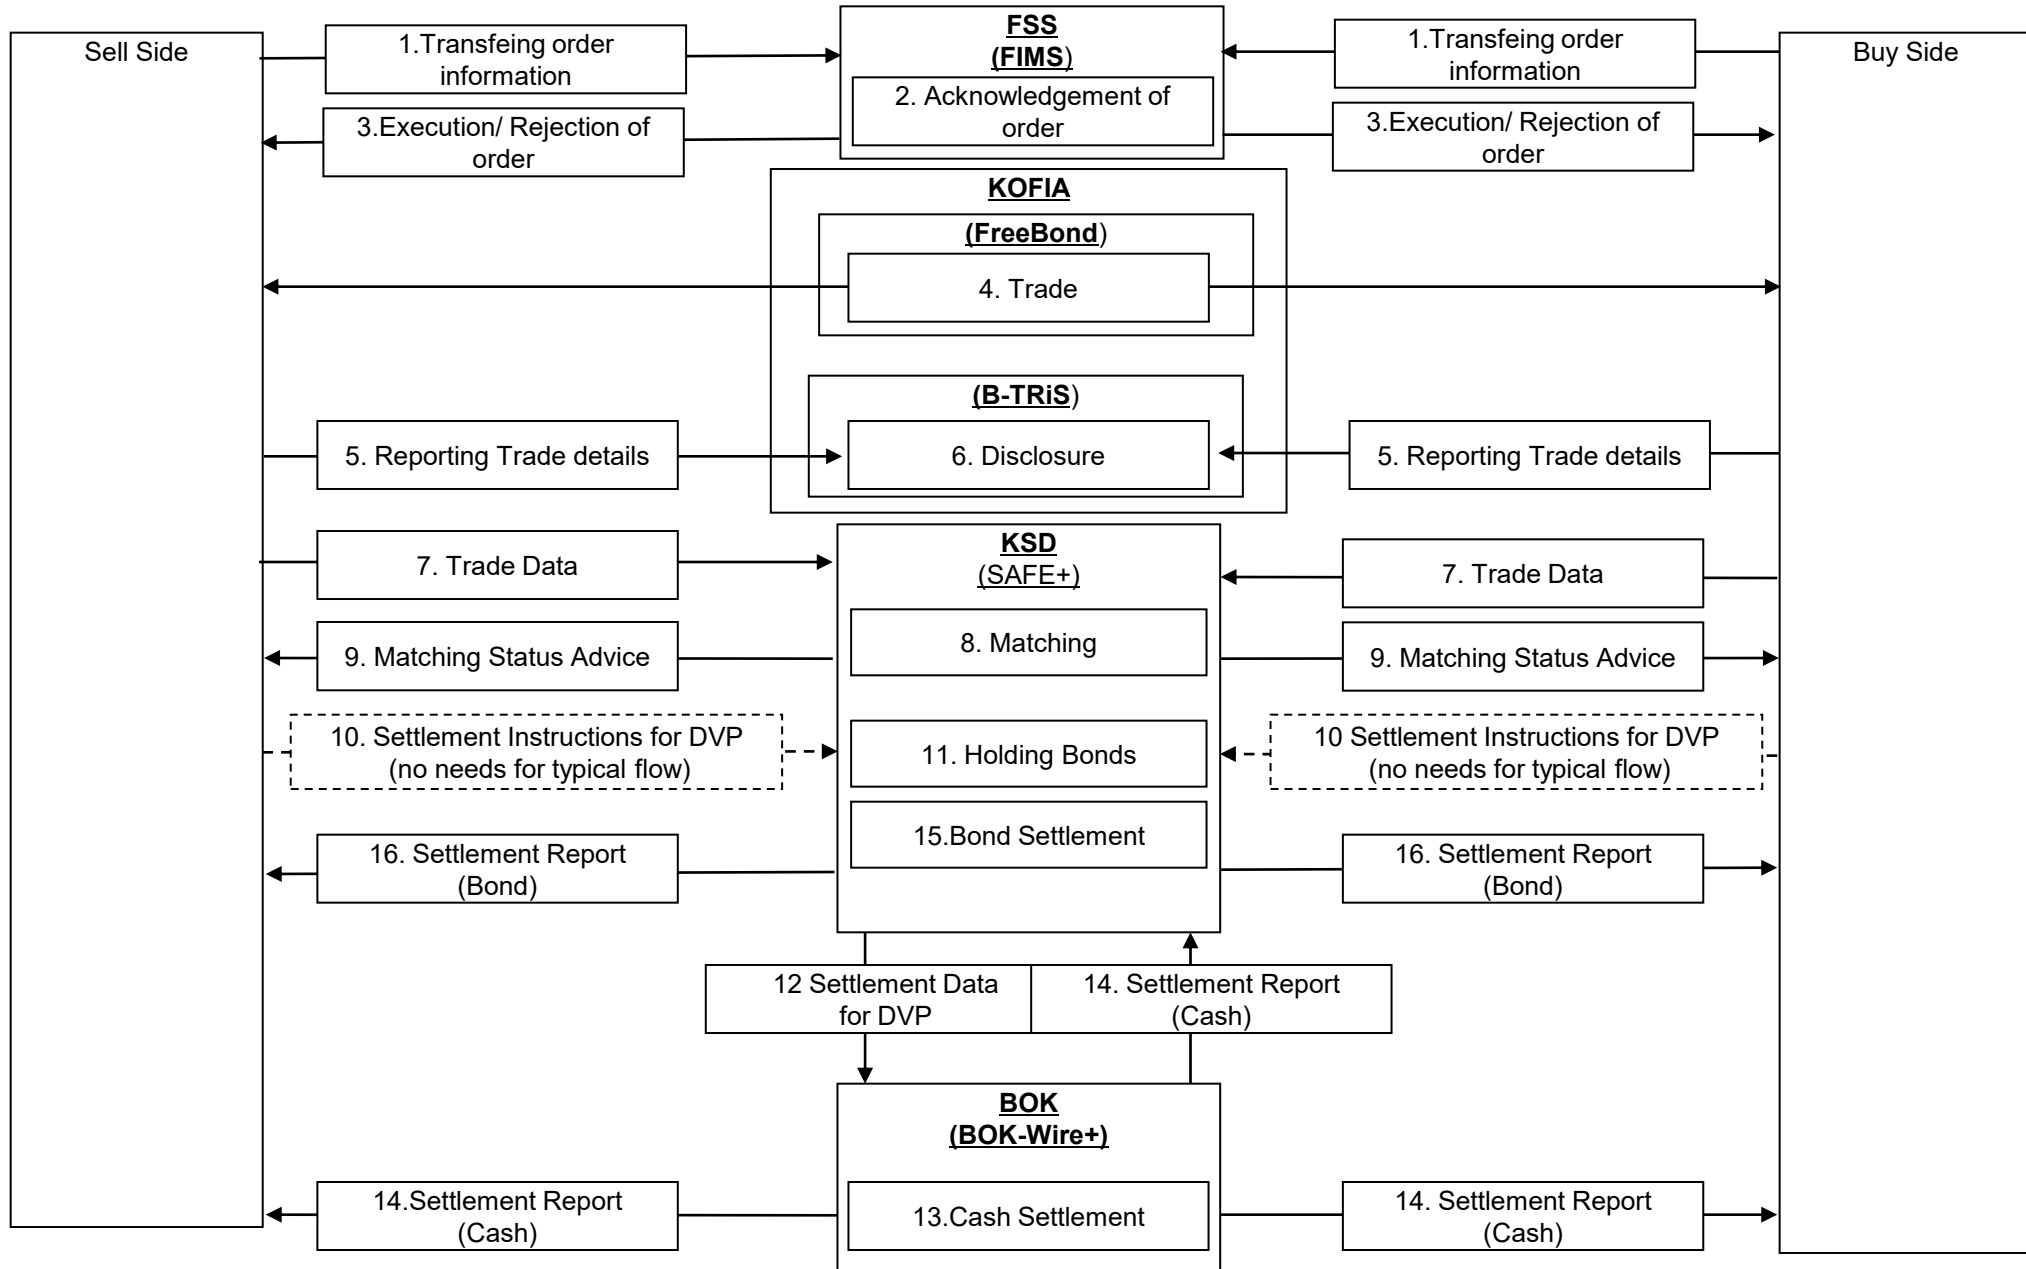 Sell Side
1.Transfeing order
information
FSS
(FIMS)
1.Transfeing order
information
Buy Side
2. Acknowledgement of
order
3.Execution/ Rejection of
order
3.Execution/ Rejection of
order
KOFIA
(FreeBond)
4. Trade
(B-TRiS)
5. Reporting Trade details
6. Disclosure
5. Reporting Trade details
KSD
(SAFE+)
7. Trade Data
7. Trade Data
8. Matching
9. Matching Status Advice
9. Matching Status Advice
10. Settlement Instructions for DVP
(no needs for typical flow)
11. Holding Bonds
10 Settlement Instructions for DVP
(no needs for typical flow)
15.Bond Settlement
16. Settlement Report
(Bond)
16. Settlement Report
(Bond)
12 Settlement Data
for DVP
14. Settlement Report
(Cash)
BOK
(BOK-Wire+)
14.Settlement Report
(Cash)
13.Cash Settlement
14. Settlement Report
(Cash)